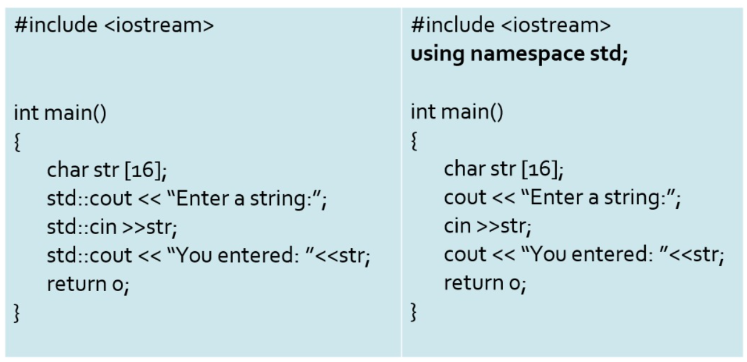 #include <iostream>
int main()
{
char str [16];
std::cout << “Enter a string:”;
std::cin >>str;
std::cout << “You entered: ”<<str;
return 0;
}
#include <iostream>
using namespace std;
int main()
{
char str [16];
cout << “Enter a string:”;
cin >>str;
cout << “You entered: ”<<str;
return 0;
}